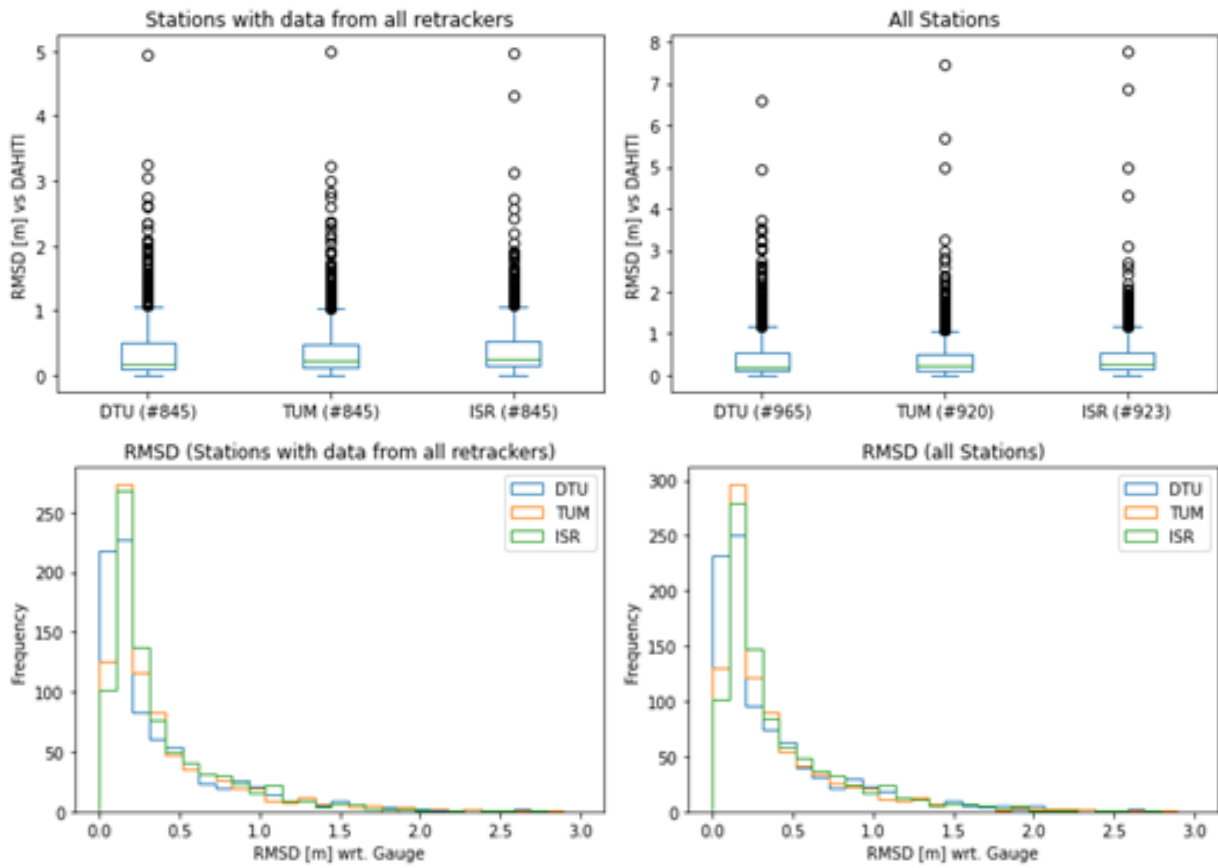 Stations with data from all retrackers
RMSD [m] vs DAHITI
5
4
3
2
1
0
DTU (#845)
TUM (#845)
ISR (#845)
All Stations
RMSD [m] vs DAHITI
8
7
6
5
4
3
2
1
0
DTU (#965)
TUM (#920)
ISR (#923)
RMSD (Stations with data from all retrackers)
DTU
TUM
ISR
Frequency
250
200
150
100
50
0
0.0
0.5
1.0
1.5
2.0
2.5
3.0
RMSD [m] wrt. Gauge
RMSD (all Stations)
DTU
TUM
ISR
Frequency
300
250
200
150
100
50
0
0.0
0.5
1.0
1.5
2.0
2.5
3.0
RMSD [m] wrt. Gauge